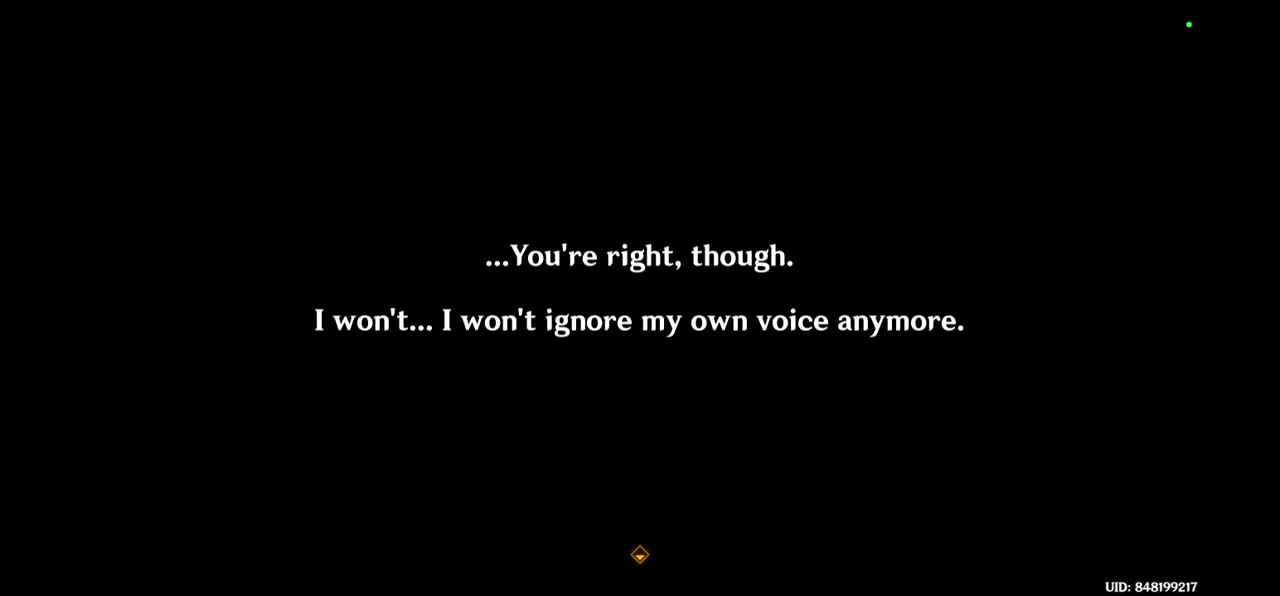 ...You're right, though.
I won't... I won't ignore my own voice anymore.
UID: 848199217